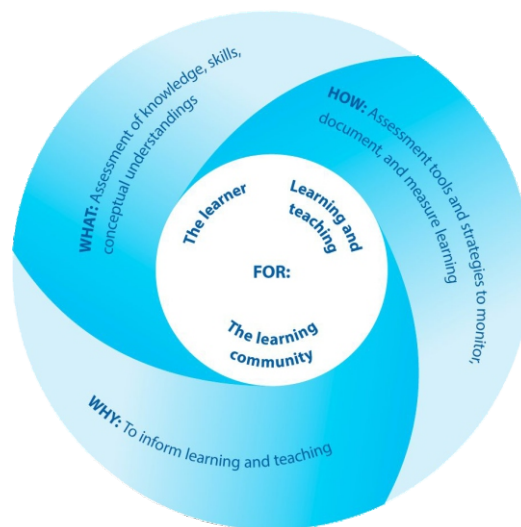 WHAT: Assessment of knowledge, skills,
conceptual understandings
HOW: Assessment tools and strategies to monitor,
document, and measure learning
The learner
Learning and
teaching
FOR:
The learning
community
WHY: To inform learning and teaching